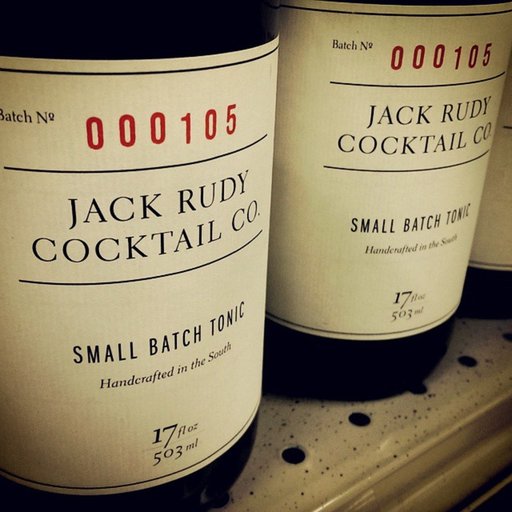 Batch Nº 000105
JACK RUDY
COCKTAIL CO.
SMALL BATCH TONIC
Handcrafted in the South
17 fl oz
503 ml
Batch Nº 000105
JACK RUDY
COCKTAIL CO.
SMALL BATCH TONIC
Handcrafted in the South
17 fl oz
503 ml